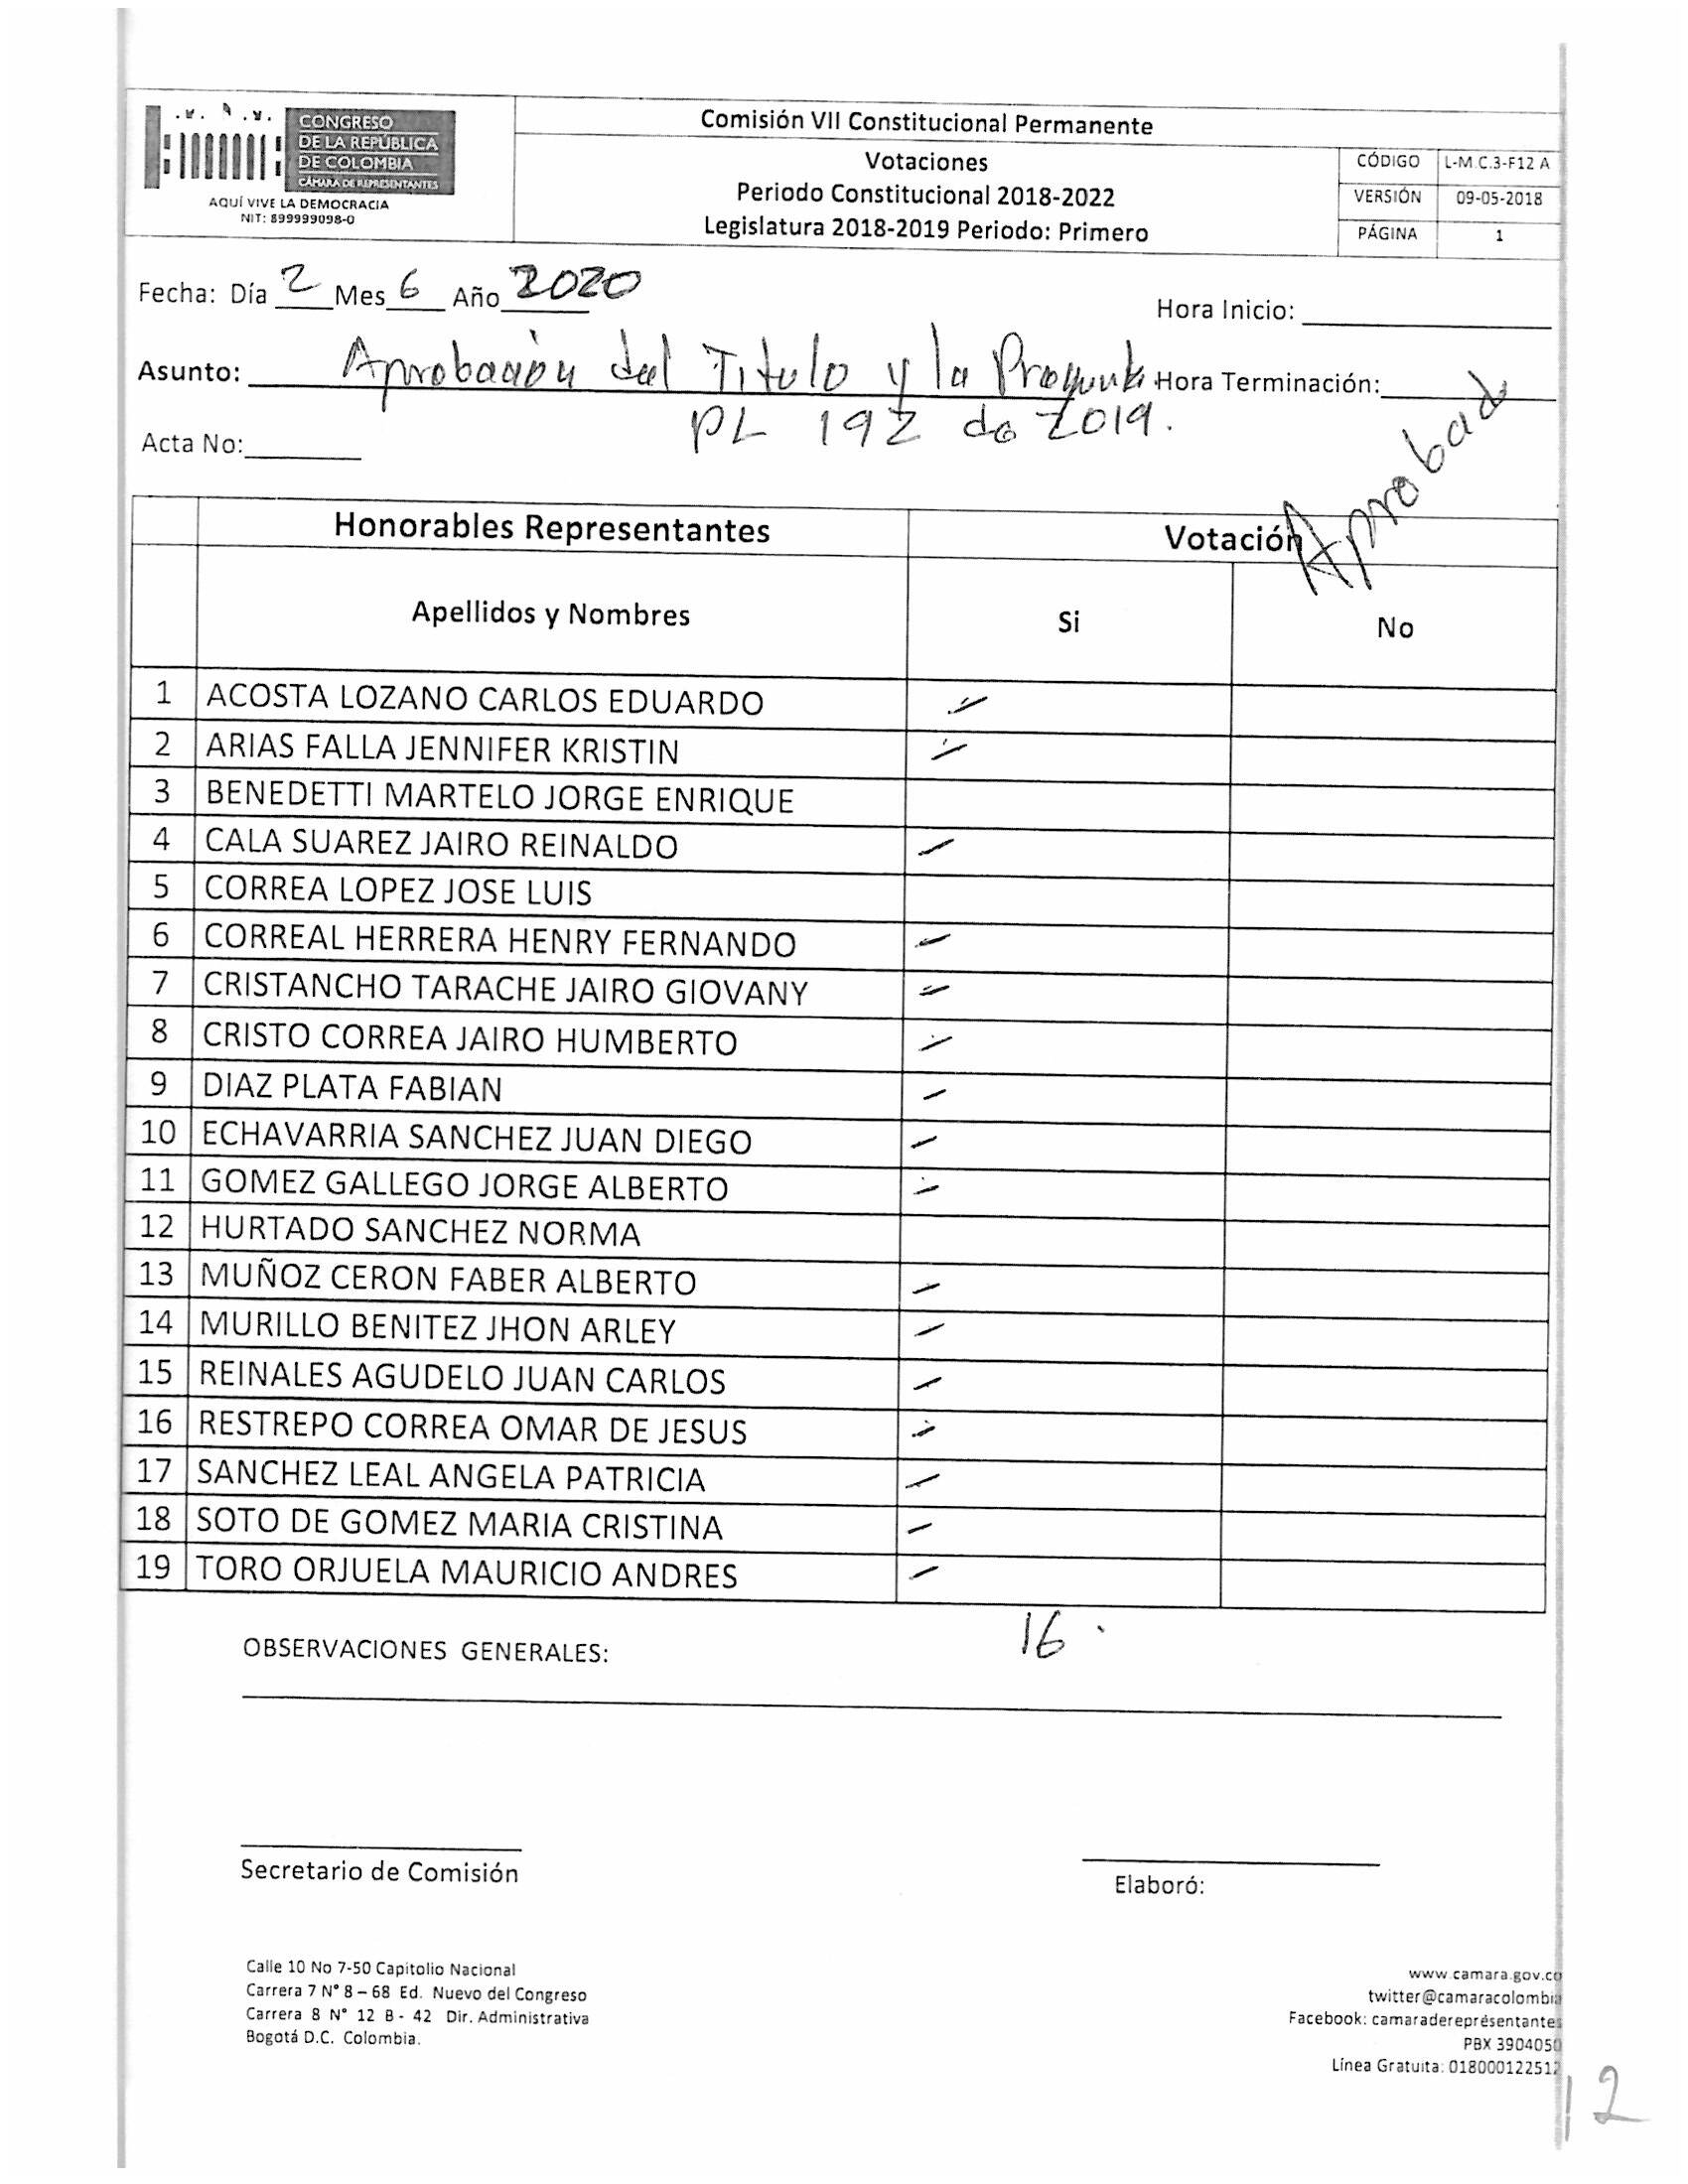 CONGRESO
DE LA REPÚBLICA
DE COLOMBIA
CÁMARA DE REPRESENTANTES
AQUÍ VIVE LA DEMOCRACIA
NIT: 899999098-0
Comisión VII Constitucional Permanente
Votaciones
Periodo Constitucional 2018-2022
Legislatura 2018-2019 Periodo: Primero
CÓDIGO L-M.C.3-F12 A
VERSIÓN 09-05-2018
PÁGINA 1
Fecha: Día 2 Mes 6 Año 2020
Hora Inicio:
Asunto: Aprobación del Titulo y la Pregunta Hora Terminación:
PL 192 de 2019.
Acta No:
Aprobado
Honorables Representantes Votación
Apellidos y Nombres Si No
1 ACOSTA LOZANO CARLOS EDUARDO
2 ARIAS FALLA JENNIFER KRISTIN
3 BENEDETTI MARTELO JORGE ENRIQUE
4 CALA SUAREZ JAIRO REINALDO
5 CORREA LOPEZ JOSE LUIS
6 CORREAL HERRERA HENRY FERNANDO
7 CRISTANCHO TARACHE JAIRO GIOVANY
8 CRISTO CORREA JAIRO HUMBERTO
9 DIAZ PLATA FABIAN
10 ECHAVARRIA SANCHEZ JUAN DIEGO
11 GOMEZ GALLEGO JORGE ALBERTO
12 HURTADO SANCHEZ NORMA
13 MUÑOZ CERON FABER ALBERTO
14 MURILLO BENITEZ JHON ARLEY
15 REINALES AGUDELO JUAN CARLOS
16 RESTREPO CORREA OMAR DE JESUS
17 SANCHEZ LEAL ANGELA PATRICIA
18 SOTO DE GOMEZ MARIA CRISTINA
19 TORO ORJUELA MAURICIO ANDRES
16
OBSERVACIONES GENERALES:
Secretario de Comisión
Elaboró:
Calle 10 No 7-50 Capitolio Nacional
Carrera 7 N° 8 – 68 Ed. Nuevo del Congreso
Carrera 8 N° 12 B - 42 Dir. Administrativa
Bogotá D.C. Colombia.
www.camara.gov.co
twitter@camaracolombia
Facebook: camaraderepresentantes
PBX 3904050
Línea Gratuita: 018000122512
12